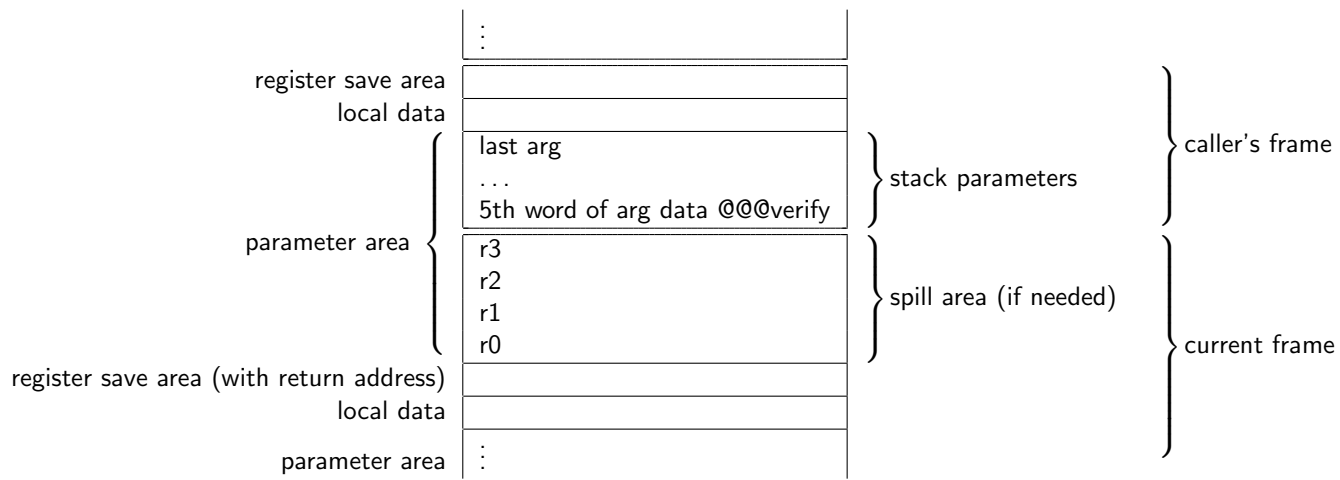 ⋮
register save area
local data
last arg
. . .
5th word of arg data @@@verify
stack parameters
caller's frame
parameter area
r3
r2
r1
r0
spill area (if needed)
current frame
register save area (with return address)
local data
parameter area
⋮